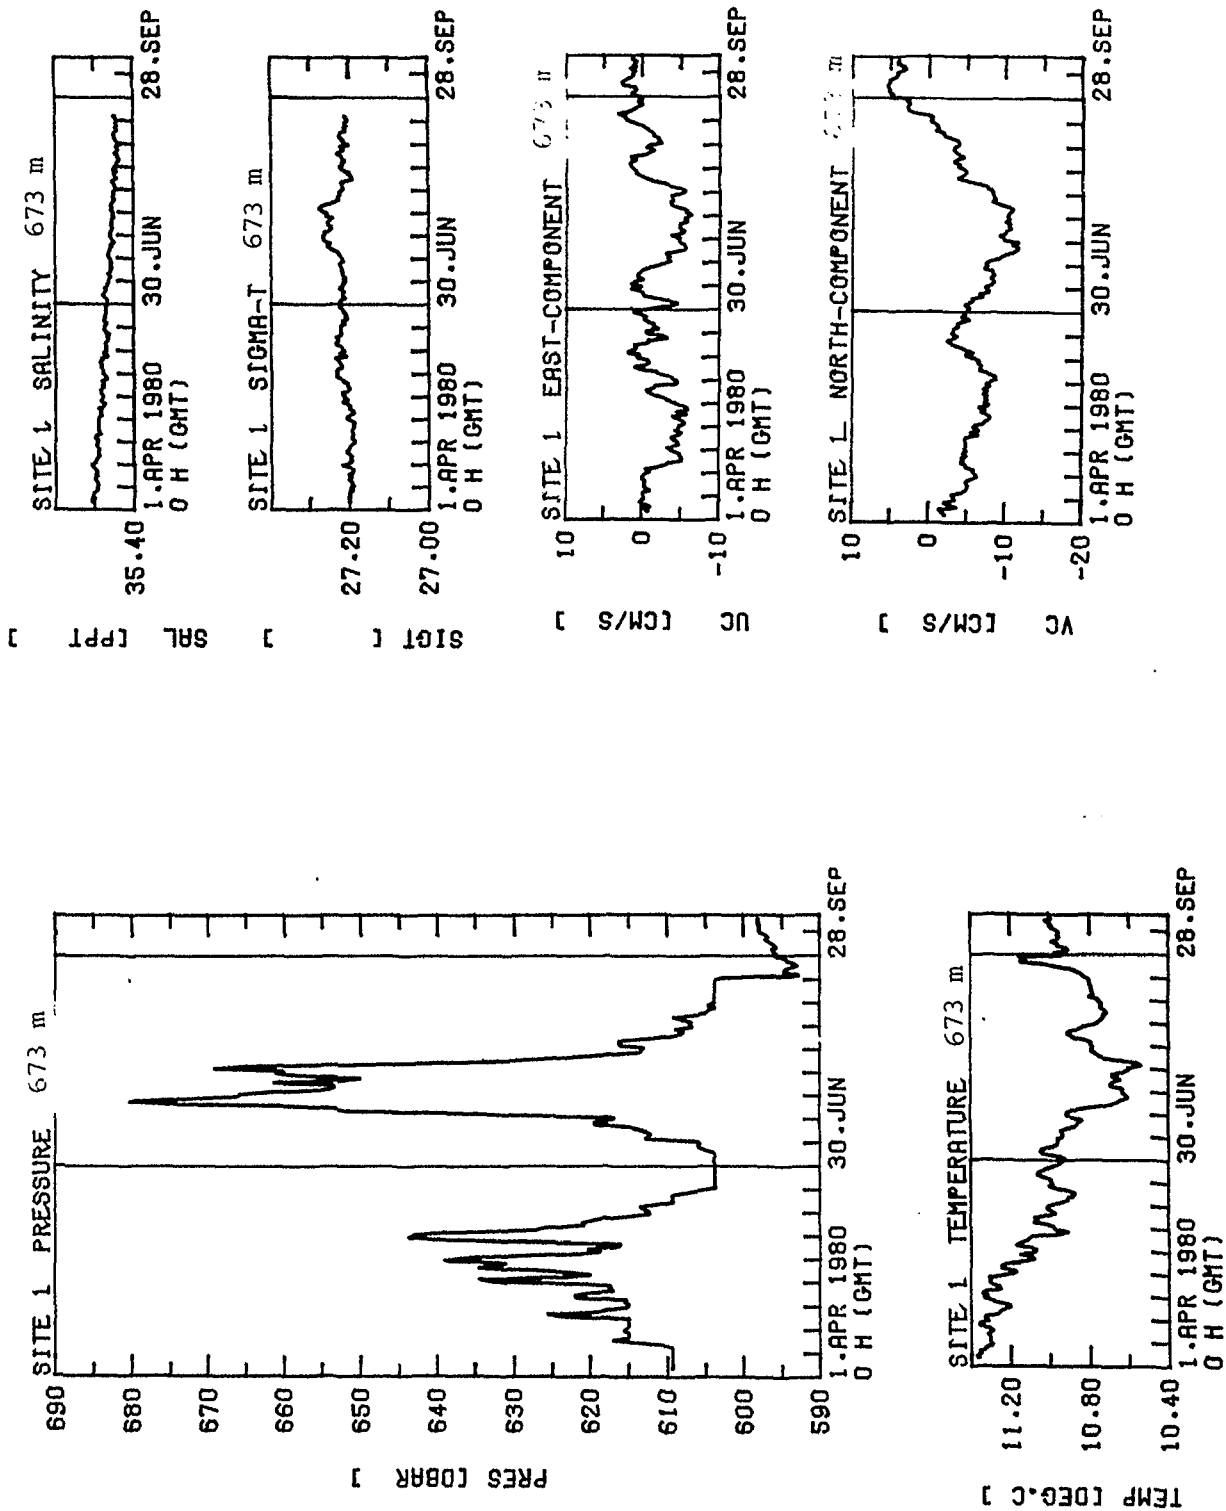 SITE 1 PRESSURE 673 m
690
680
670
660
650
640
630
620
610
600
590
PRES [DBAR ]
1.APR 1980
0 H (GMT)
30.JUN
28.SEP
SITE 1 TEMPERATURE 673 m
11.20
10.80
10.40
TEMP [DEG.C ]
1.APR 1980
0 H (GMT)
30.JUN
28.SEP
SITE 1 SALINITY 673 m
35.40
SAL [PPT ]
1.APR 1980
0 H (GMT)
30.JUN
28.SEP
SITE 1 SIGMA-T 673 m
27.20
27.00
SIGT [ ]
1.APR 1980
0 H (GMT)
30.JUN
28.SEP
SITE 1 EAST-COMPONENT 673 m
10
0
-10
UC [CM/S ]
1.APR 1980
0 H (GMT)
30.JUN
28.SEP
SITE 1 NORTH-COMPONENT 673 m
10
0
-10
-20
VC [CM/S ]
1.APR 1980
0 H (GMT)
30.JUN
28.SEP